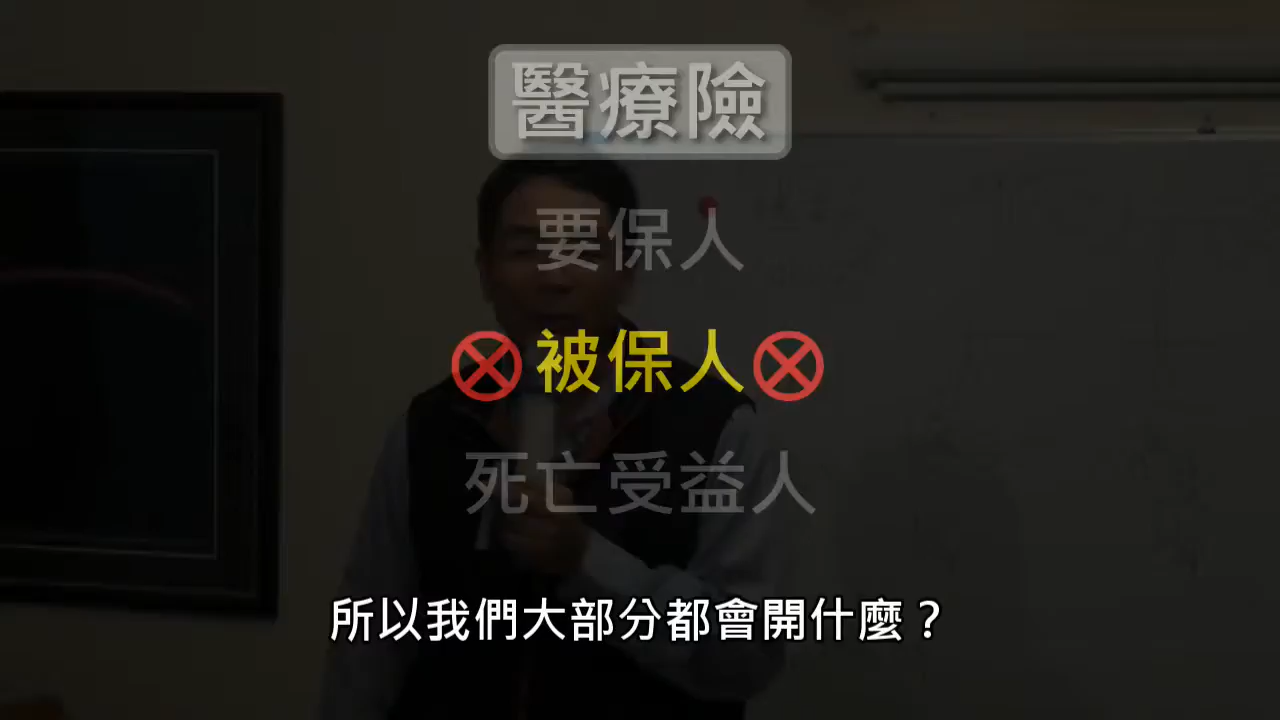 醫療險
要保人
被保人
死亡受益人
所以我們大部分都會開什麼？